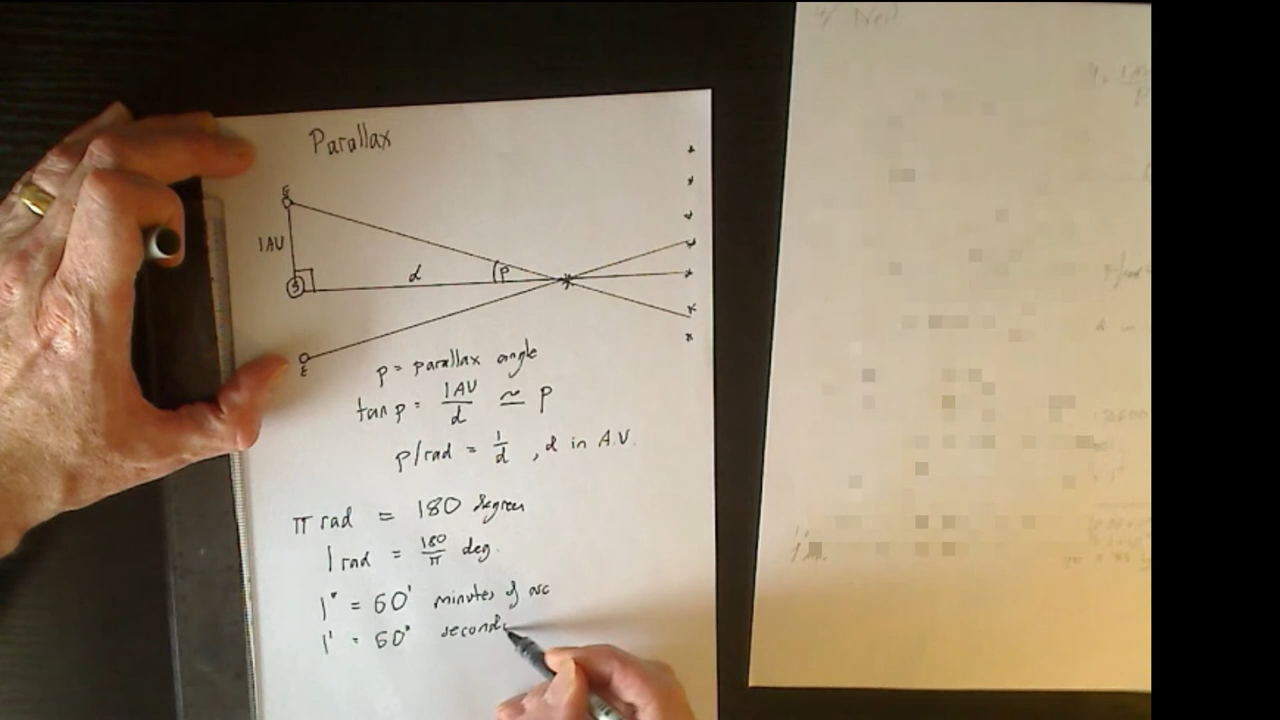 Parallax
E
1AU
S
d
p
E
p = parallax angle
tan p = 1AU/d ≃ p
p/rad = 1/d , d in A.U.
π rad = 180 degrees
1 rad = 180/π deg.
1° = 60' minutes of arc
1' = 60" seconds